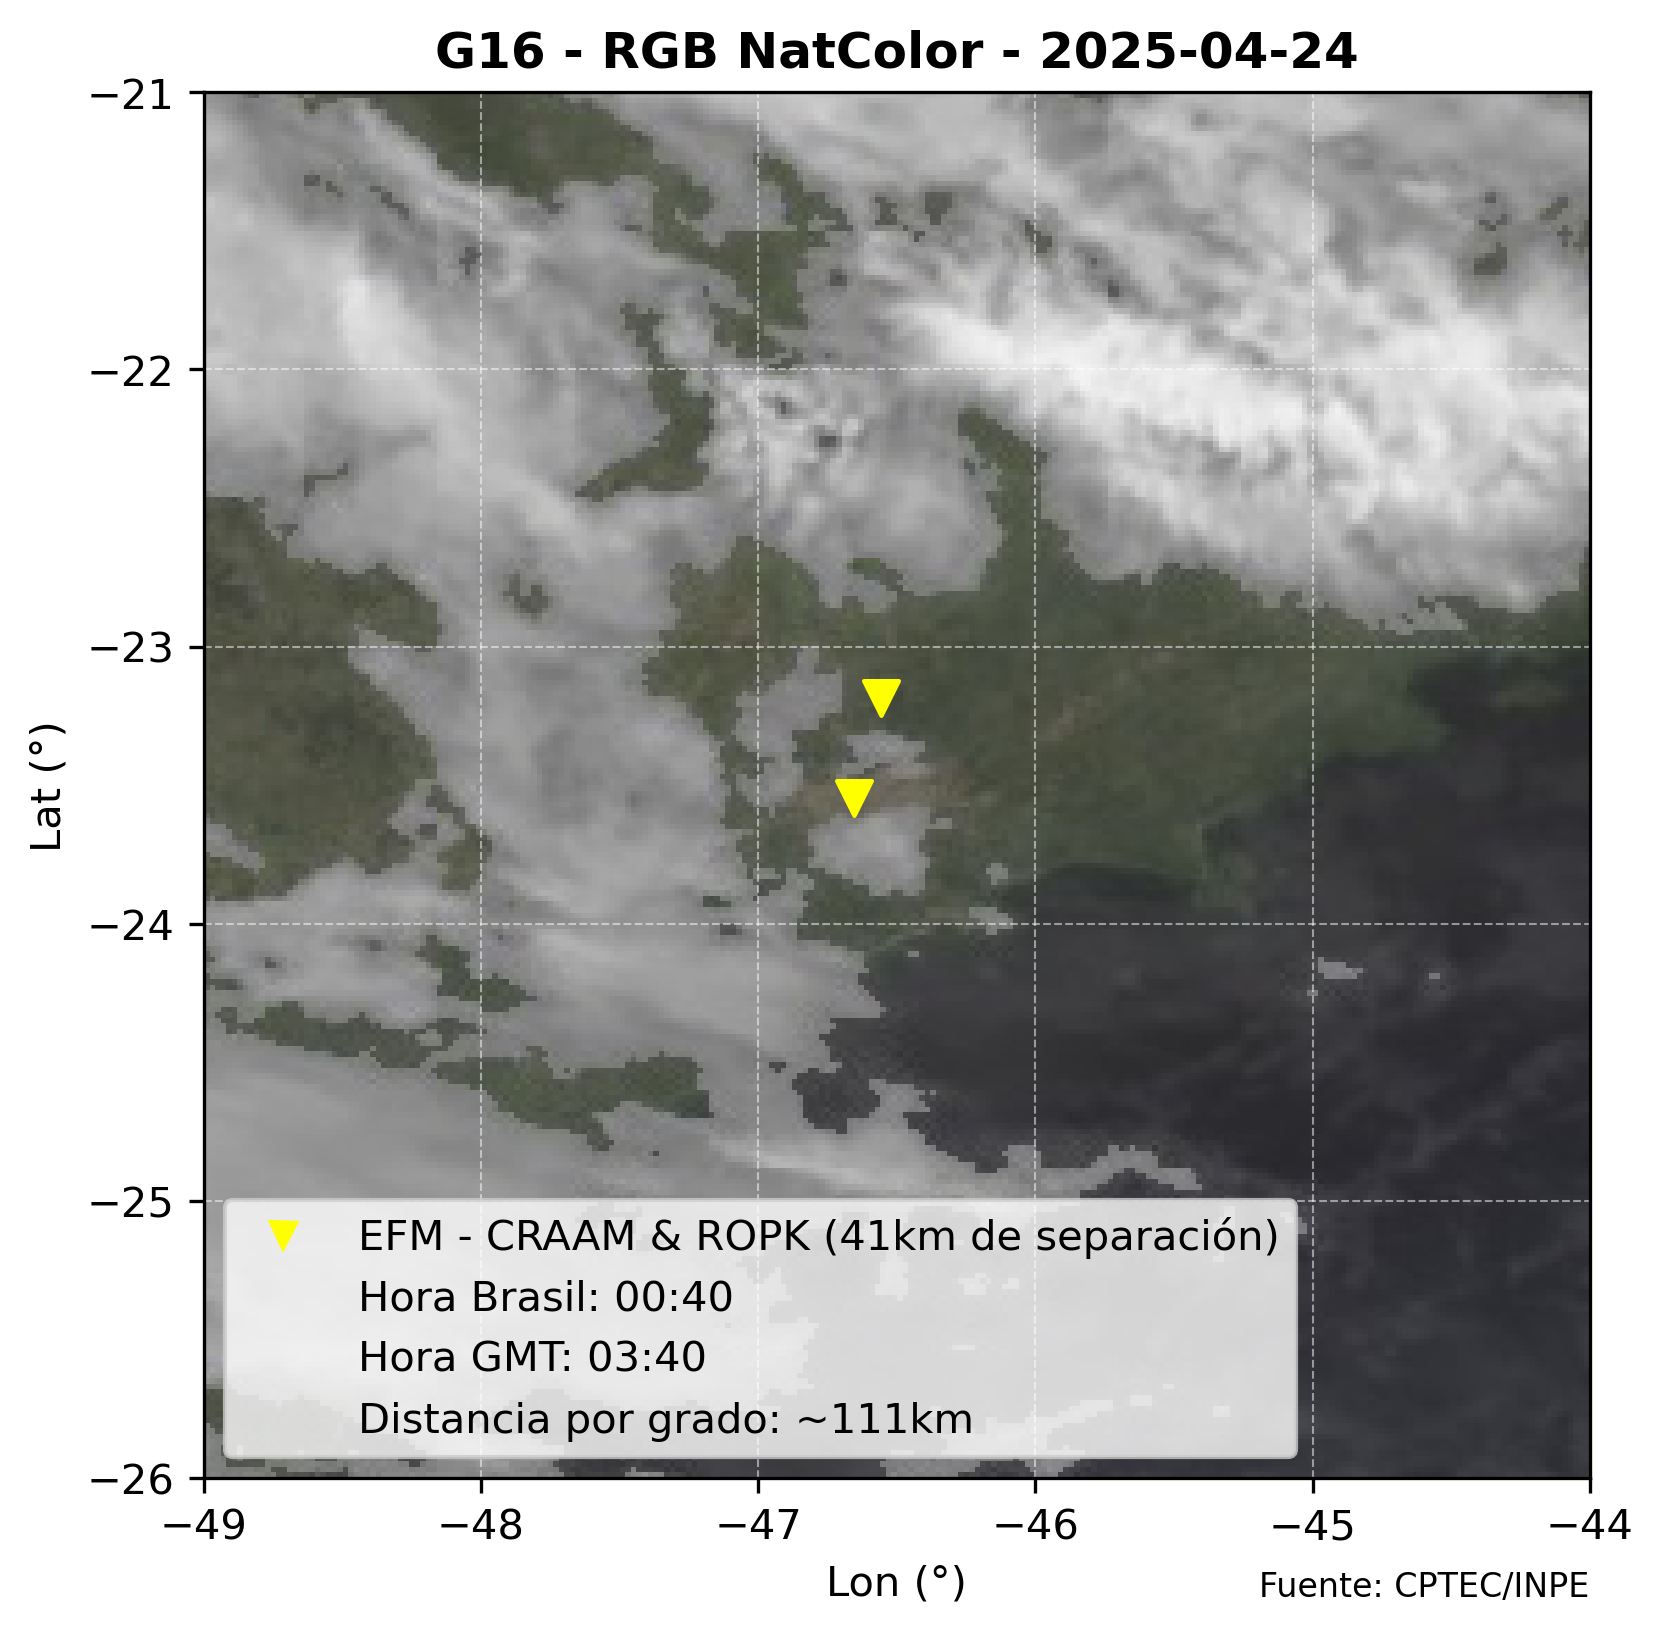 G16 - RGB NatColor - 2025-04-24
−21
−22
−23
−24
−25
−26
Lat (°)
EFM - CRAAM & ROPK (41km de separación)
Hora Brasil: 00:40
Hora GMT: 03:40
Distancia por grado: ~111km
−49 −48 −47 −46 −45 −44
Lon (°)
Fuente: CPTEC/INPE